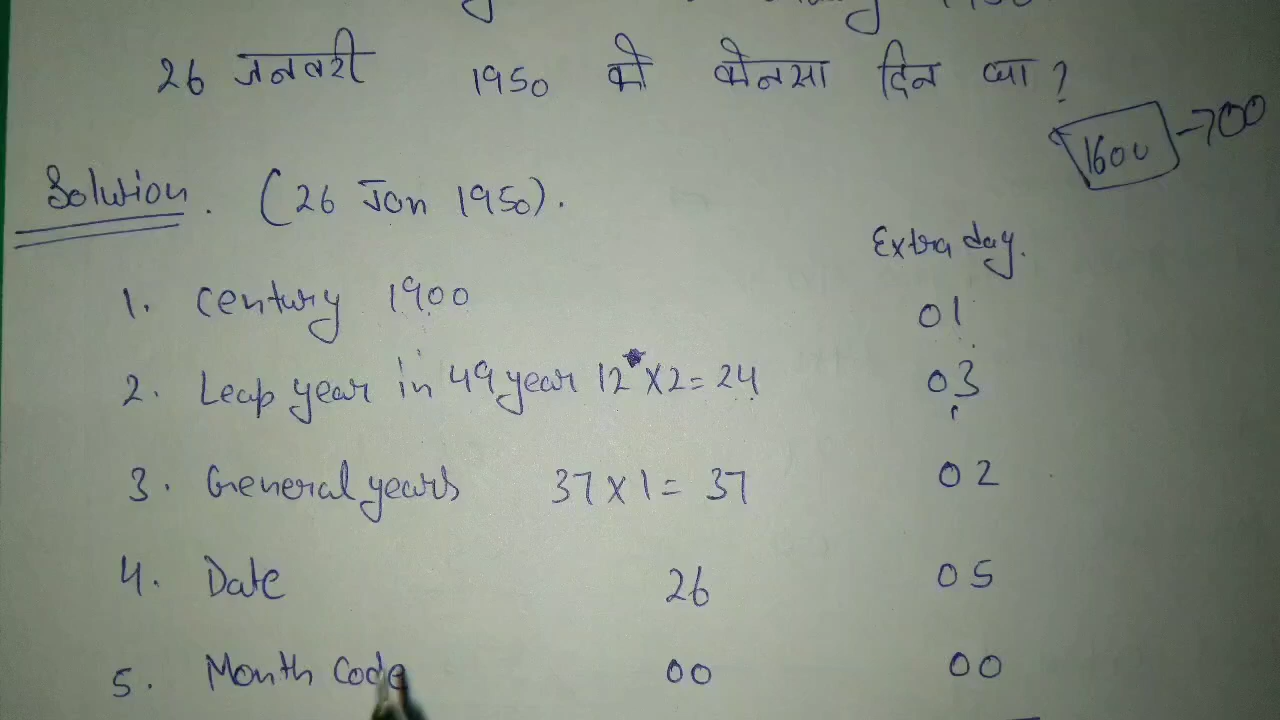 26 जनवरी 1950 को कौनसा दिन था?
1600 - 700
Solution. (26 Jan 1950).
Extra day.
1. Century 1900 01
2. Leap year in 49 year 12 × 2 = 24 03
3. General years 37 × 1 = 37 02
4. Date 26 05
5. Month Code 00 00